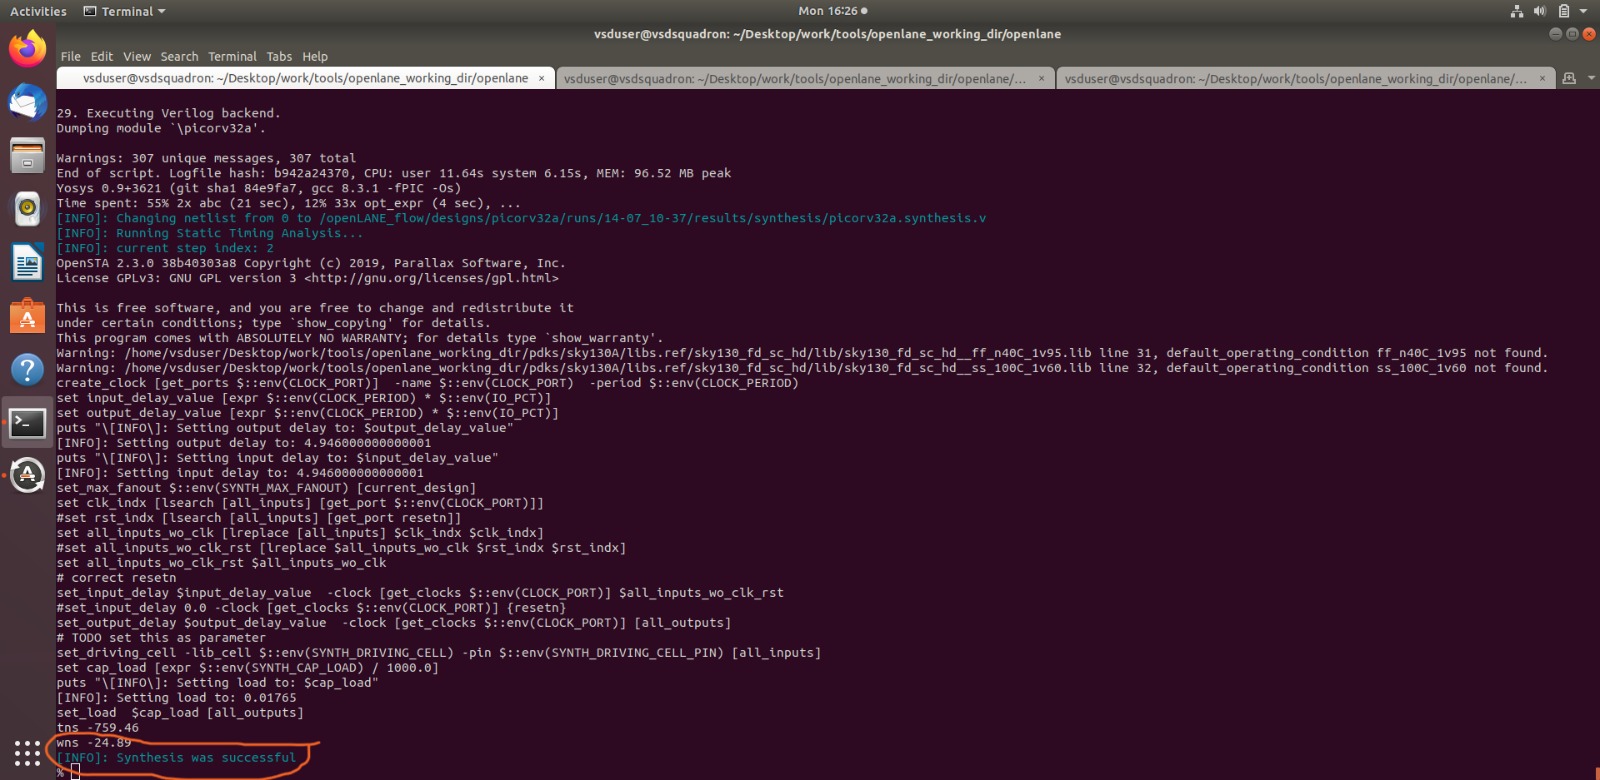 Activities
Terminal
Mon 16:26
vsduser@vsdsquadron: ~/Desktop/work/tools/openlane_working_dir/openlane
File Edit View Search Terminal Tabs Help
vsduser@vsdsquadron: ~/Desktop/work/tools/openlane_working_dir/openlane ×
vsduser@vsdsquadron: ~/Desktop/work/tools/openlane_working_dir/openlane/... ×
vsduser@vsdsquadron: ~/Desktop/work/tools/openlane_working_dir/openlane/... ×
29. Executing Verilog backend.
Dumping module `\picorv32a'.
Warnings: 307 unique messages, 307 total
End of script. Logfile hash: b942a24370, CPU: user 11.64s system 6.15s, MEM: 96.52 MB peak
Yosys 0.9+3621 (git sha1 84e9fa7, gcc 8.3.1 -fPIC -Os)
Time spent: 55% 2x abc (21 sec), 12% 33x opt_expr (4 sec), ...
[INFO]: Changing netlist from 0 to /openLANE_flow/designs/picorv32a/runs/14-07_10-37/results/synthesis/picorv32a.synthesis.v
[INFO]: Running Static Timing Analysis...
[INFO]: current step index: 2
OpenSTA 2.3.0 38b40303a8 Copyright (c) 2019, Parallax Software, Inc.
License GPLv3: GNU GPL version 3 <http://gnu.org/licenses/gpl.html>
This is free software, and you are free to change and redistribute it
under certain conditions; type `show_copying' for details.
This program comes with ABSOLUTELY NO WARRANTY; for details type `show_warranty'.
Warning: /home/vsduser/Desktop/work/tools/openlane_working_dir/pdks/sky130A/libs.ref/sky130_fd_sc_hd/lib/sky130_fd_sc_hd__ff_n40C_1v95.lib line 31, default_operating_condition ff_n40C_1v95 not found.
Warning: /home/vsduser/Desktop/work/tools/openlane_working_dir/pdks/sky130A/libs.ref/sky130_fd_sc_hd/lib/sky130_fd_sc_hd__ss_100C_1v60.lib line 32, default_operating_condition ss_100C_1v60 not found.
create_clock [get_ports $::env(CLOCK_PORT)]  -name $::env(CLOCK_PORT)  -period $::env(CLOCK_PERIOD)
set input_delay_value [expr $::env(CLOCK_PERIOD) * $::env(IO_PCT)]
set output_delay_value [expr $::env(CLOCK_PERIOD) * $::env(IO_PCT)]
puts "\[INFO\]: Setting output delay to: $output_delay_value"
[INFO]: Setting output delay to: 4.946000000000001
puts "\[INFO\]: Setting input delay to: $input_delay_value"
[INFO]: Setting input delay to: 4.946000000000001
set_max_fanout $::env(SYNTH_MAX_FANOUT) [current_design]
set clk_indx [lsearch [all_inputs] [get_port $::env(CLOCK_PORT)]]
#set rst_indx [lsearch [all_inputs] [get_port resetn]]
set all_inputs_wo_clk [lreplace [all_inputs] $clk_indx $clk_indx]
#set all_inputs_wo_clk_rst [lreplace $all_inputs_wo_clk $rst_indx $rst_indx]
set all_inputs_wo_clk_rst $all_inputs_wo_clk
# correct resetn
set_input_delay $input_delay_value  -clock [get_clocks $::env(CLOCK_PORT)] $all_inputs_wo_clk_rst
#set_input_delay 0.0 -clock [get_clocks $::env(CLOCK_PORT)] {resetn}
set_output_delay $output_delay_value  -clock [get_clocks $::env(CLOCK_PORT)] [all_outputs]
# TODO set this as parameter
set_driving_cell -lib_cell $::env(SYNTH_DRIVING_CELL) -pin $::env(SYNTH_DRIVING_CELL_PIN) [all_inputs]
set cap_load [expr $::env(SYNTH_CAP_LOAD) / 1000.0]
puts "\[INFO\]: Setting load to: $cap_load"
[INFO]: Setting load to: 0.01765
set_load  $cap_load [all_outputs]
tns -759.46
wns -24.89
[INFO]: Synthesis was successful
%